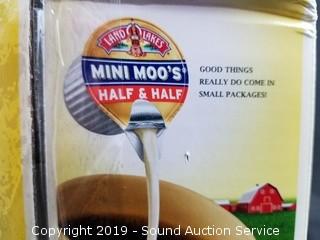 LAND O LAKES
MINI MOO'S®
HALF & HALF
GOOD THINGS
REALLY DO COME IN
SMALL PACKAGES!
Copyright 2019 - Sound Auction Service